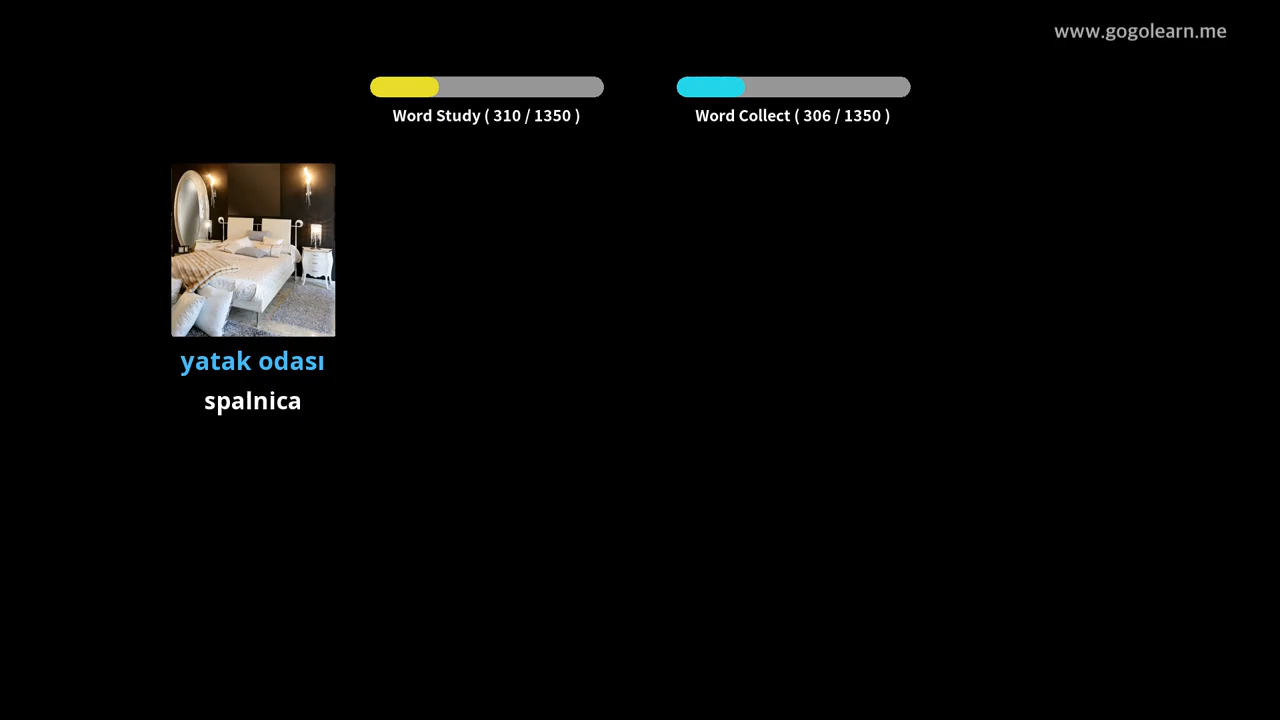 www.gogolearn.me
Word Study ( 310 / 1350 )
Word Collect ( 306 / 1350 )
yatak odası
spalnica